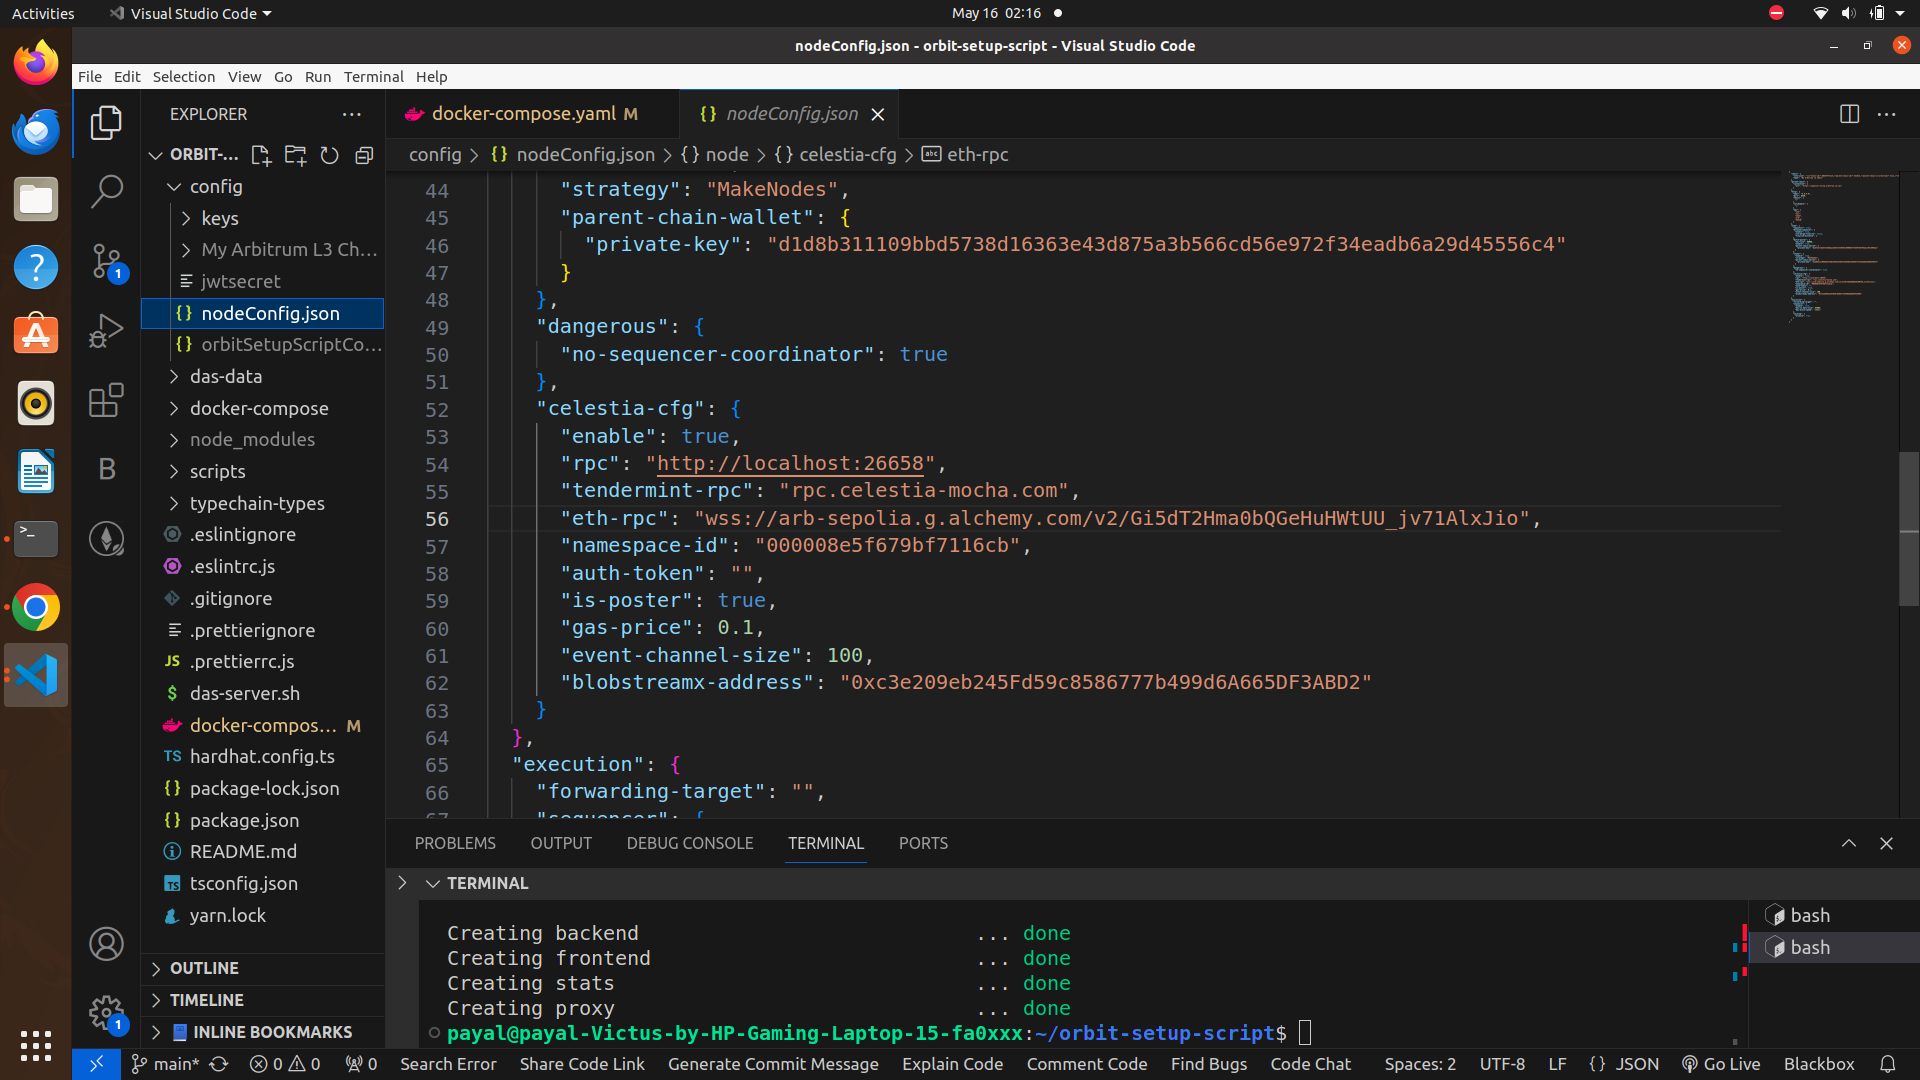 Activities
Visual Studio Code
May 16 02:16
nodeConfig.json - orbit-setup-script - Visual Studio Code
File Edit Selection View Go Run Terminal Help
EXPLORER
docker-compose.yaml M
nodeConfig.json
ORBIT-...
config > nodeConfig.json > {} node > {} celestia-cfg > eth-rpc
config
keys
My Arbitrum L3 Ch...
jwtsecret
nodeConfig.json
orbitSetupScriptCo...
das-data
docker-compose
node_modules
scripts
typechain-types
.eslintignore
.eslintrc.js
.gitignore
.prettierignore
.prettierrc.js
das-server.sh
docker-compos... M
hardhat.config.ts
package-lock.json
package.json
README.md
tsconfig.json
yarn.lock
OUTLINE
TIMELINE
INLINE BOOKMARKS
44 "strategy": "MakeNodes",
45 "parent-chain-wallet": {
46 "private-key": "d1d8b311109bbd5738d16363e43d875a3b566cd56e972f34eadb6a29d45556c4"
47 }
48 },
49 "dangerous": {
50 "no-sequencer-coordinator": true
51 },
52 "celestia-cfg": {
53 "enable": true,
54 "rpc": "http://localhost:26658",
55 "tendermint-rpc": "rpc.celestia-mocha.com",
56 "eth-rpc": "wss://arb-sepolia.g.alchemy.com/v2/Gi5dT2Hma0bQGeHuHWtUU_jv71AlxJio",
57 "namespace-id": "000008e5f679bf7116cb",
58 "auth-token": "",
59 "is-poster": true,
60 "gas-price": 0.1,
61 "event-channel-size": 100,
62 "blobstreamx-address": "0xc3e209eb245Fd59c8586777b499d6A665DF3ABD2"
63 }
64 },
65 "execution": {
66 "forwarding-target": "",
67 "sequencer": {
PROBLEMS OUTPUT DEBUG CONSOLE TERMINAL PORTS
TERMINAL
Creating backend ... done
Creating frontend ... done
Creating stats ... done
Creating proxy ... done
payal@payal-Victus-by-HP-Gaming-Laptop-15-fa0xxx:~/orbit-setup-script$
bash
bash
main* 0 0 0 Search Error Share Code Link Generate Commit Message Explain Code Comment Code Find Bugs Code Chat Spaces: 2 UTF-8 LF {} JSON Go Live Blackbox